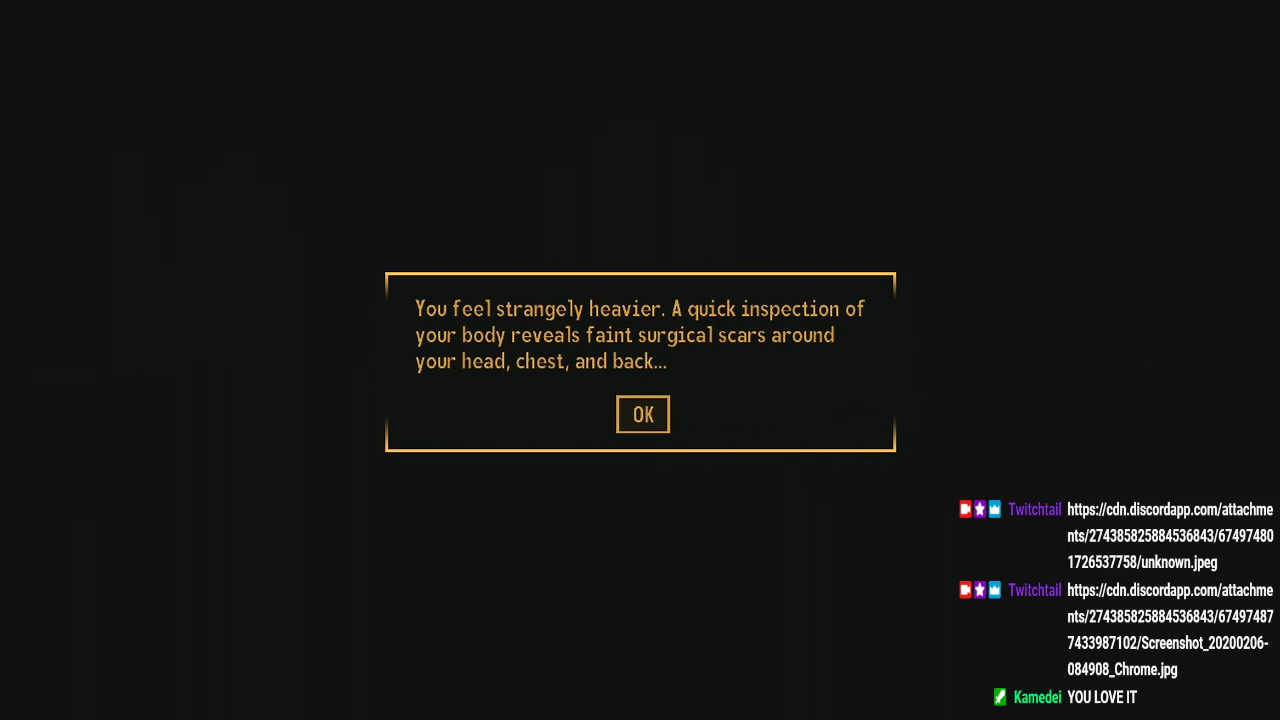 You feel strangely heavier. A quick inspection of
your body reveals faint surgical scars around
your head, chest, and back...
OK
Twitchtail https://cdn.discordapp.com/attachme
nts/274385825884536843/67497480
1726537758/unknown.jpeg
Twitchtail https://cdn.discordapp.com/attachme
nts/274385825884536843/67497487
7433987102/Screenshot_20200206-
084908_Chrome.jpg
Kamedei YOU LOVE IT